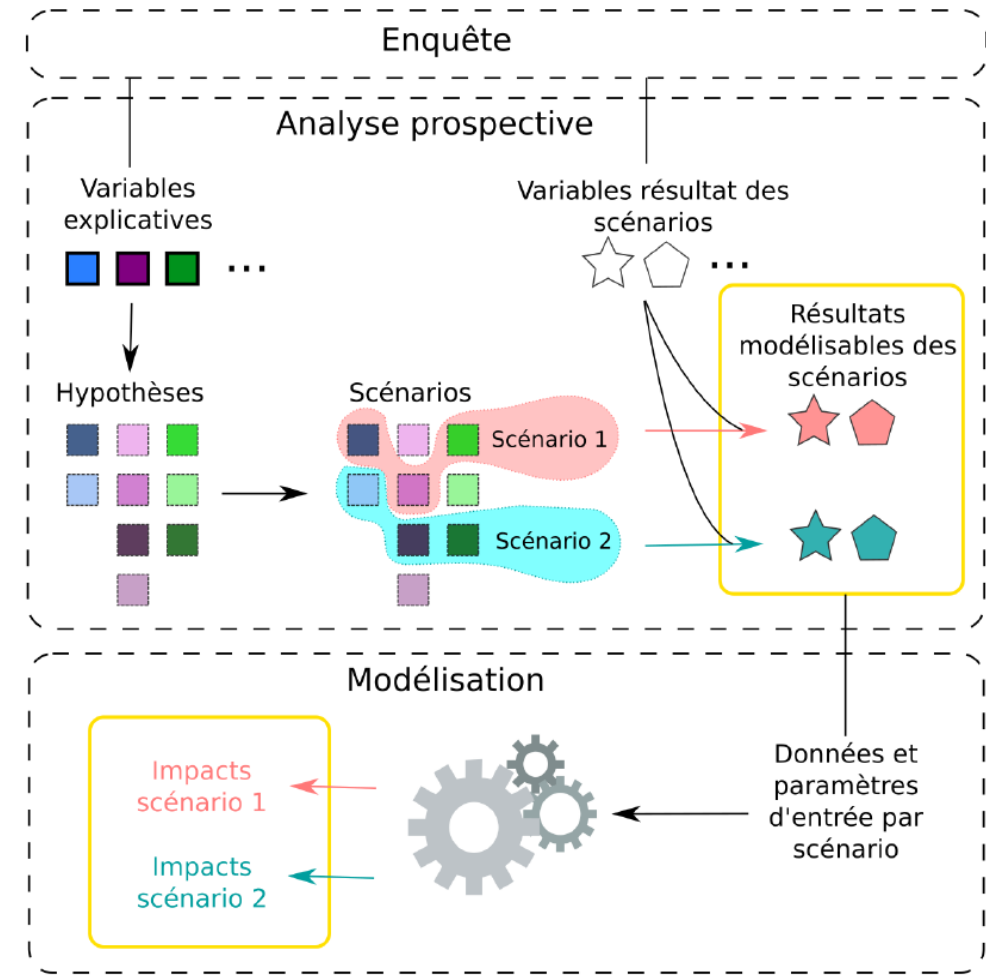 Enquête
Analyse prospective
Variables
explicatives
...
Variables résultat des
scénarios
...
Résultats
modélisables des
scénarios
Hypothèses
Scénarios
Scénario 1
Scénario 2
Modélisation
Données et
paramètres
d'entrée par
scénario
Impacts
scénario 1
Impacts
scénario 2